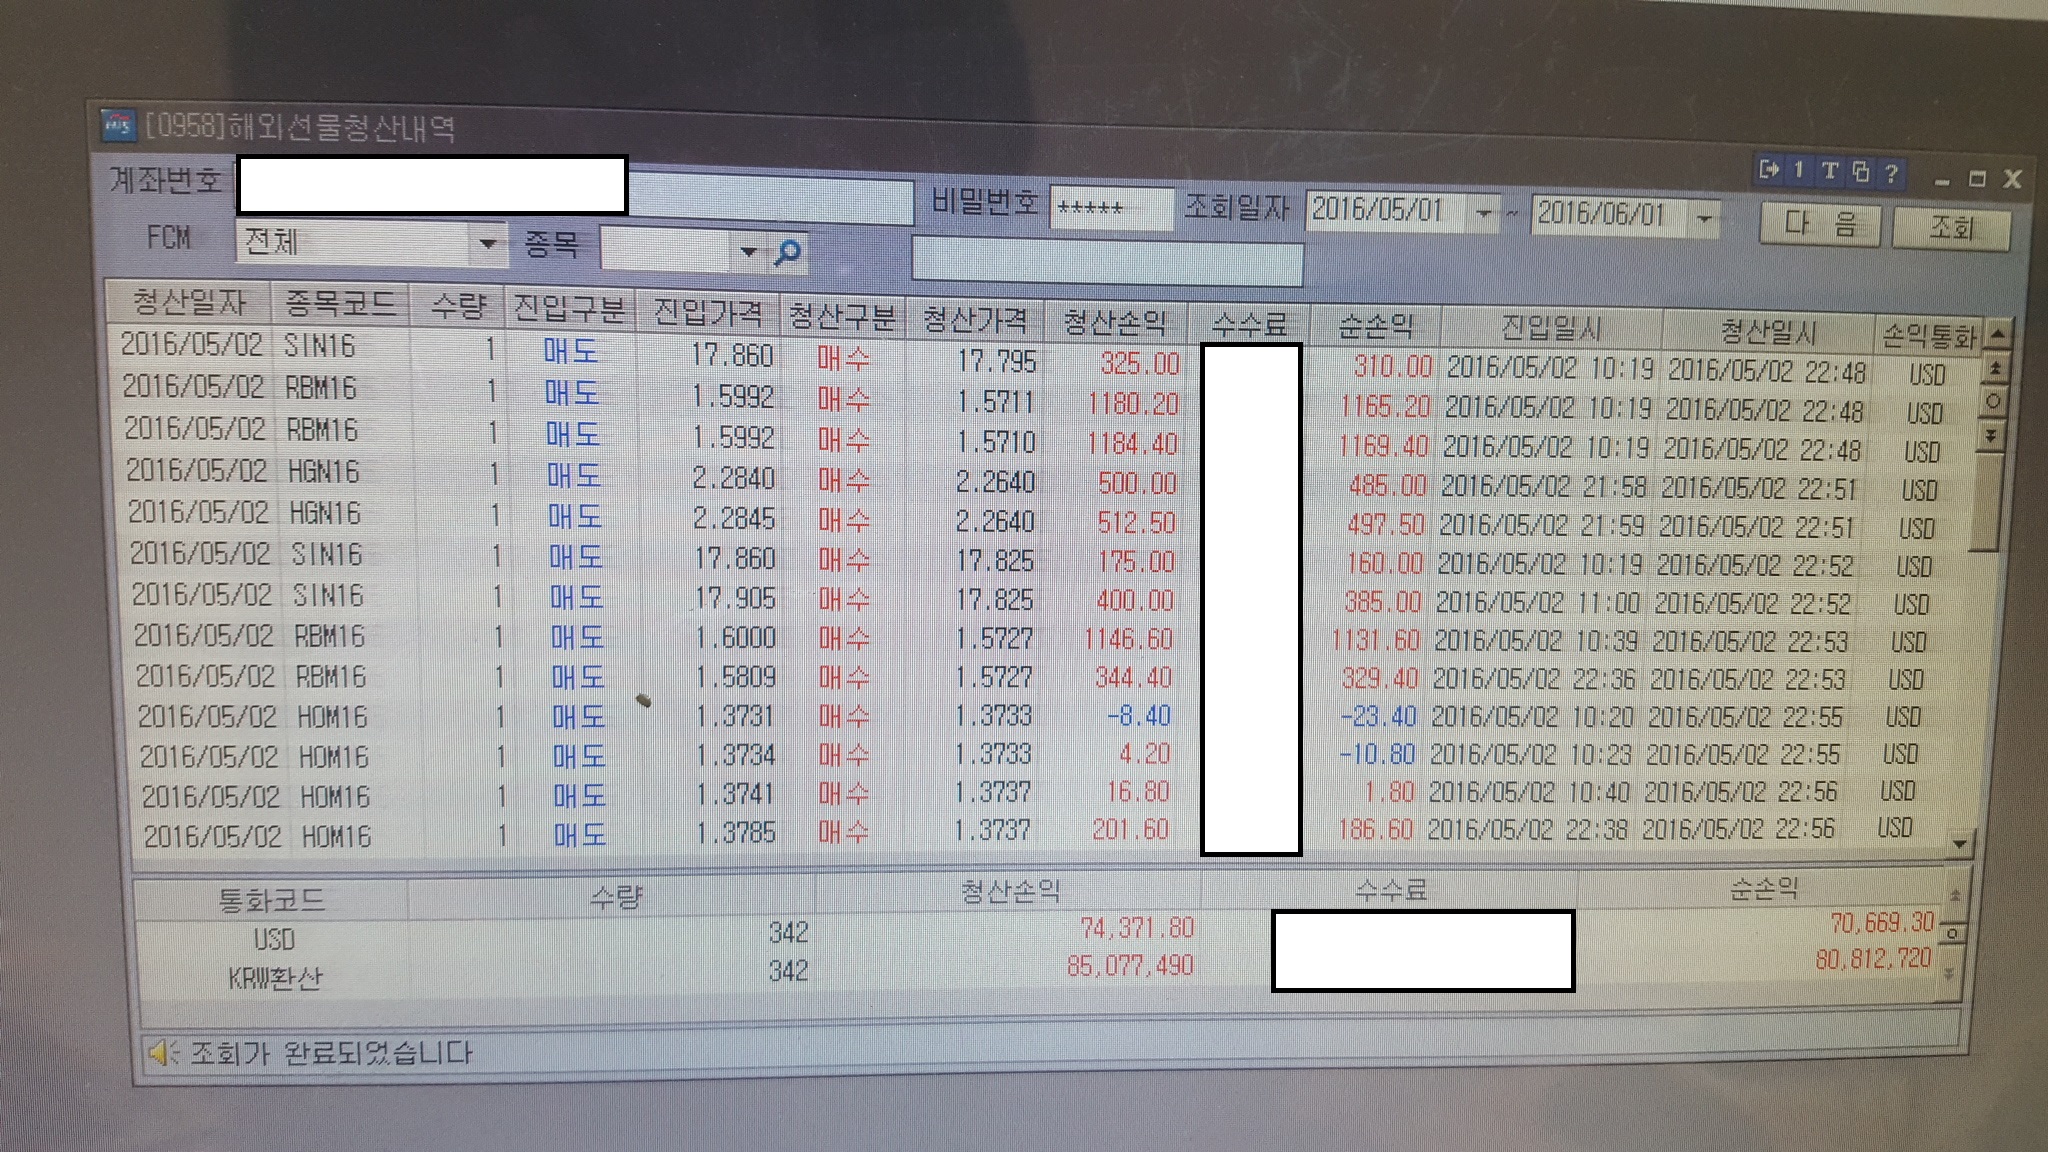 [0958]해외선물청산내역
계좌번호 비밀번호 ***** 조회일자 2016/05/01 ~ 2016/06/01 다 음 조회
FCM 전체 종목
청산일자 종목코드 수량 진입구분 진입가격 청산구분 청산가격 청산손익 수수료 순손익 진입일시 청산일시 손익통화
2016/05/02 SIN16 1 매도 17.860 매수 17.795 325.00 310.00 2016/05/02 10:19 2016/05/02 22:48 USD
2016/05/02 RBM16 1 매도 1.5992 매수 1.5711 1180.20 1165.20 2016/05/02 10:19 2016/05/02 22:48 USD
2016/05/02 RBM16 1 매도 1.5992 매수 1.5710 1184.40 1169.40 2016/05/02 10:19 2016/05/02 22:48 USD
2016/05/02 HGN16 1 매도 2.2840 매수 2.2640 500.00 485.00 2016/05/02 21:58 2016/05/02 22:51 USD
2016/05/02 HGN16 1 매도 2.2845 매수 2.2640 512.50 497.50 2016/05/02 21:59 2016/05/02 22:51 USD
2016/05/02 SIN16 1 매도 17.860 매수 17.825 175.00 160.00 2016/05/02 10:19 2016/05/02 22:52 USD
2016/05/02 SIN16 1 매도 17.905 매수 17.825 400.00 385.00 2016/05/02 11:00 2016/05/02 22:52 USD
2016/05/02 RBM16 1 매도 1.6000 매수 1.5727 1146.60 1131.60 2016/05/02 10:39 2016/05/02 22:53 USD
2016/05/02 RBM16 1 매도 1.5809 매수 1.5727 344.40 329.40 2016/05/02 22:36 2016/05/02 22:53 USD
2016/05/02 HOM16 1 매도 1.3731 매수 1.3733 -8.40 -23.40 2016/05/02 10:20 2016/05/02 22:55 USD
2016/05/02 HOM16 1 매도 1.3734 매수 1.3733 4.20 -10.80 2016/05/02 10:23 2016/05/02 22:55 USD
2016/05/02 HOM16 1 매도 1.3741 매수 1.3737 16.80 1.80 2016/05/02 10:40 2016/05/02 22:56 USD
2016/05/02 HOM16 1 매도 1.3785 매수 1.3737 201.60 186.60 2016/05/02 22:38 2016/05/02 22:56 USD
통화코드 수량 청산손익 수수료 순손익
USD 342 74,371.80 70,669.30
KRW환산 342 85,077,490 80,812,720
조회가 완료되었습니다